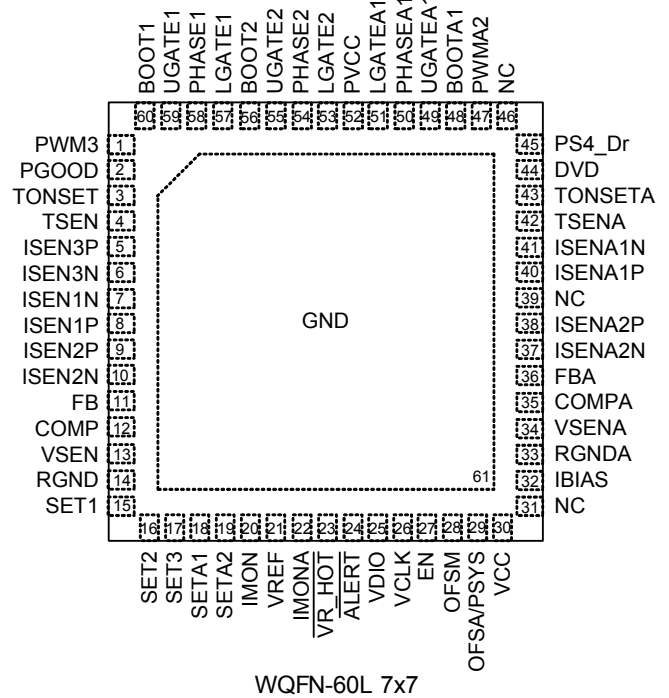 BOOT1
UGATE1
PHASE1
LGATE1
BOOT2
UGATE2
PHASE2
LGATE2
PVCC
LGATEA1
PHASEA1
UGATEA1
BOOTA1
PWMA2
NC
60 59 58 57 56 55 54 53 52 51 50 49 48 47 46
PWM3 1
PGOOD 2
TONSET 3
TSEN 4
ISEN3P 5
ISEN3N 6
ISEN1N 7
ISEN1P 8
ISEN2P 9
ISEN2N 10
FB 11
COMP 12
VSEN 13
RGND 14
SET1 15
GND
61
45 PS4_Dr
44 DVD
43 TONSETA
42 TSENA
41 ISENA1N
40 ISENA1P
39 NC
38 ISENA2P
37 ISENA2N
36 FBA
35 COMPA
34 VSENA
33 RGNDA
32 IBIAS
31 NC
16 17 18 19 20 21 22 23 24 25 26 27 28 29 30
SET2
SET3
SETA1
SETA2
IMON
VREF
IMONA
VR_HOT
ALERT
VDIO
VCLK
EN
OFSM
OFSA/PSYS
VCC
WQFN-60L 7x7